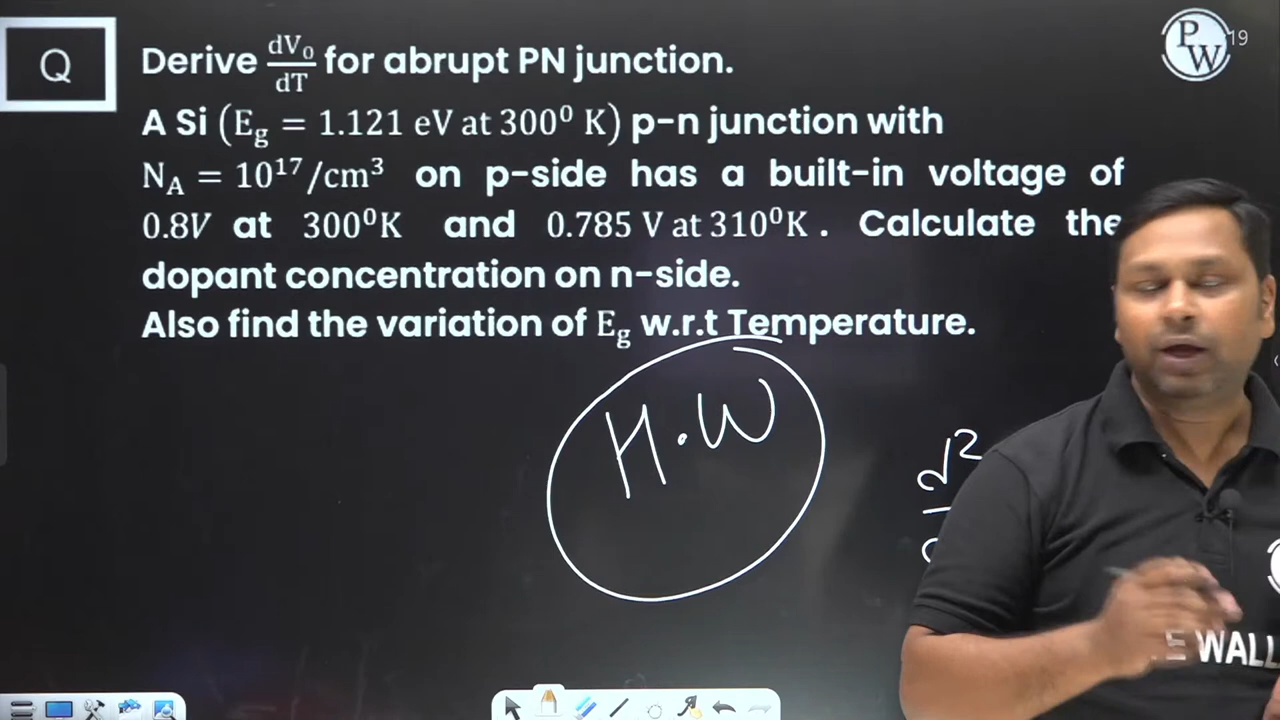 PW
19
Q
Derive dV₀/dT for abrupt PN junction.
A Si (E_g = 1.121 eV at 300⁰ K) p-n junction with
N_A = 10¹⁷/cm³ on p-side has a built-in voltage of
0.8V at 300⁰K and 0.785 V at 310⁰K . Calculate the
dopant concentration on n-side.
Also find the variation of E_g w.r.t Temperature.
H.W
WALL